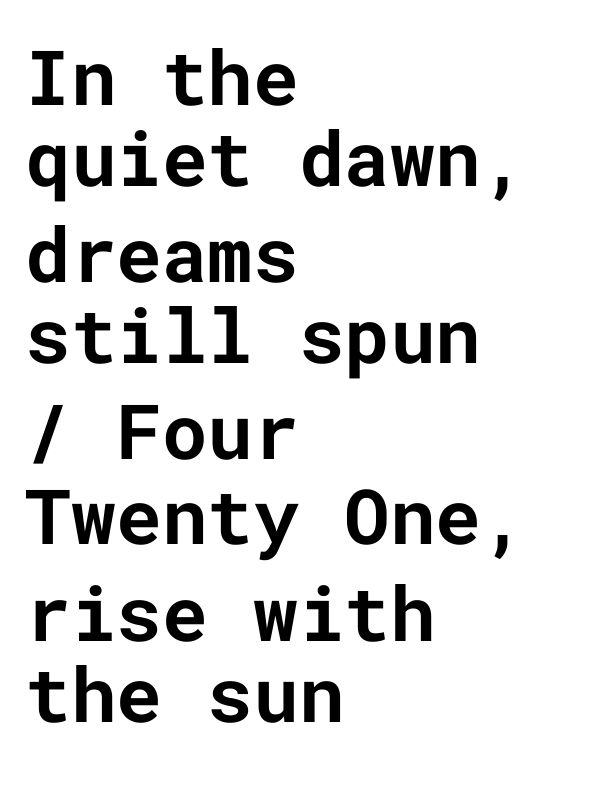 In the
quiet dawn,
dreams
still spun
/ Four
Twenty One,
rise with
the sun